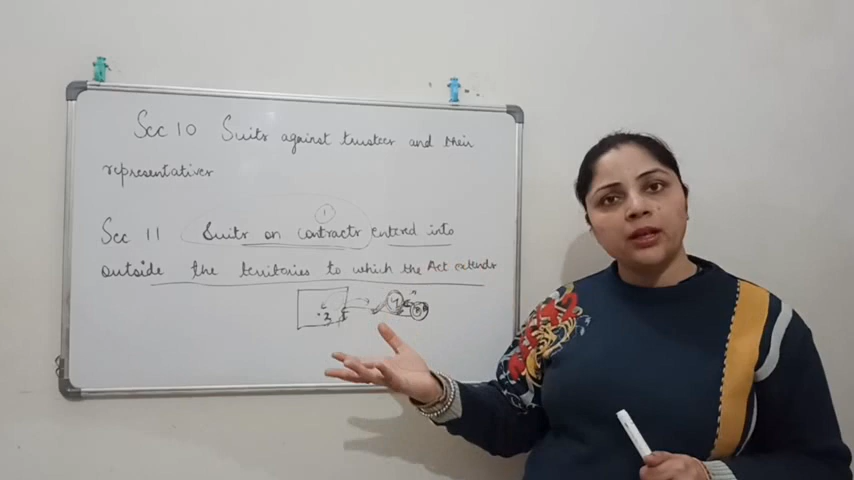 Sec 10 Suits against trustees and their
representatives
1
Sec 11 Suits on contracts entered into
outside the territories to which the Act extends